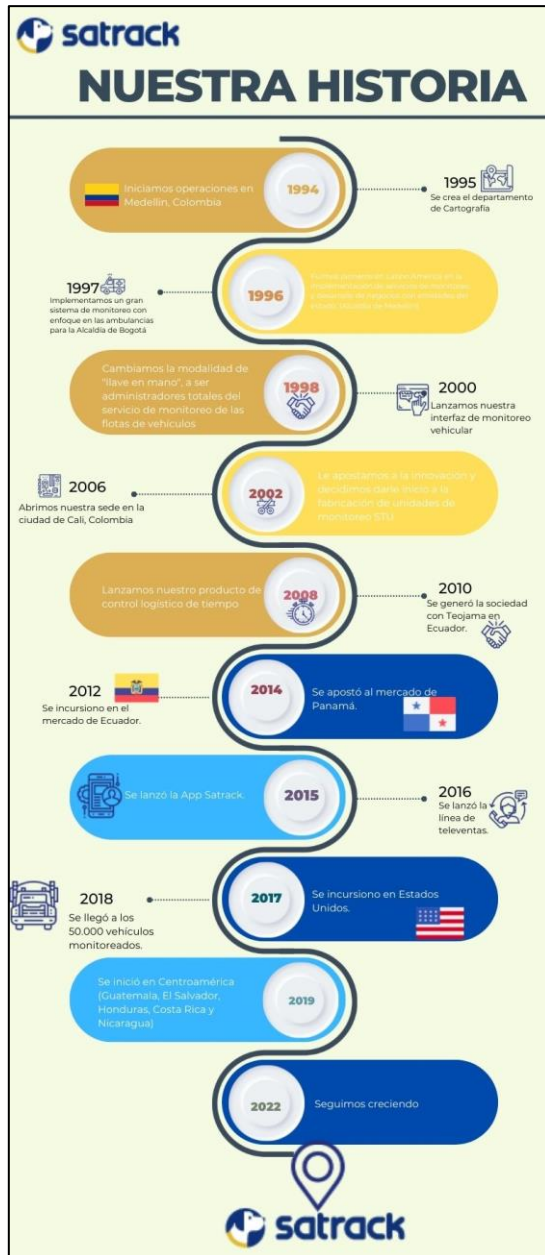 satrack
NUESTRA HISTORIA
Iniciamos operaciones en
Medellín, Colombia
1994
1995
Se crea el departamento
de Cartografía
1996
1997
Implementamos un gran
sistema de monitoreo con
enfoque en las ambulancias
para la Alcaldía de Bogotá
Cambiamos la modalidad de
"llave en mano", a ser
administradores totales del
servicio de monitoreo de las
flotas de vehículos
1998
2000
Lanzamos nuestra
interfaz de monitoreo
vehicular
2002
Le apostamos a la innovación y
decidimos darle inicio a la
fabricación de unidades de
monitoreo STU
2006
Abrimos nuestra sede en la
ciudad de Cali, Colombia
Lanzamos nuestro producto de
control logístico de tiempo
2008
2010
Se generó la sociedad
con Teojama en
Ecuador.
2012
Se incursiono en el
mercado de Ecuador.
2014
Se apostó al mercado de
Panamá.
Se lanzó la App Satrack.
2015
2016
Se lanzó la
línea de
televentas.
2017
Se incursiono en Estados
Unidos.
2018
Se llegó a los
50.000 vehículos
monitoreados.
Se inició en Centroamérica
(Guatemala, El Salvador,
Honduras, Costa Rica y
Nicaragua)
2019
2022
Seguimos creciendo
satrack